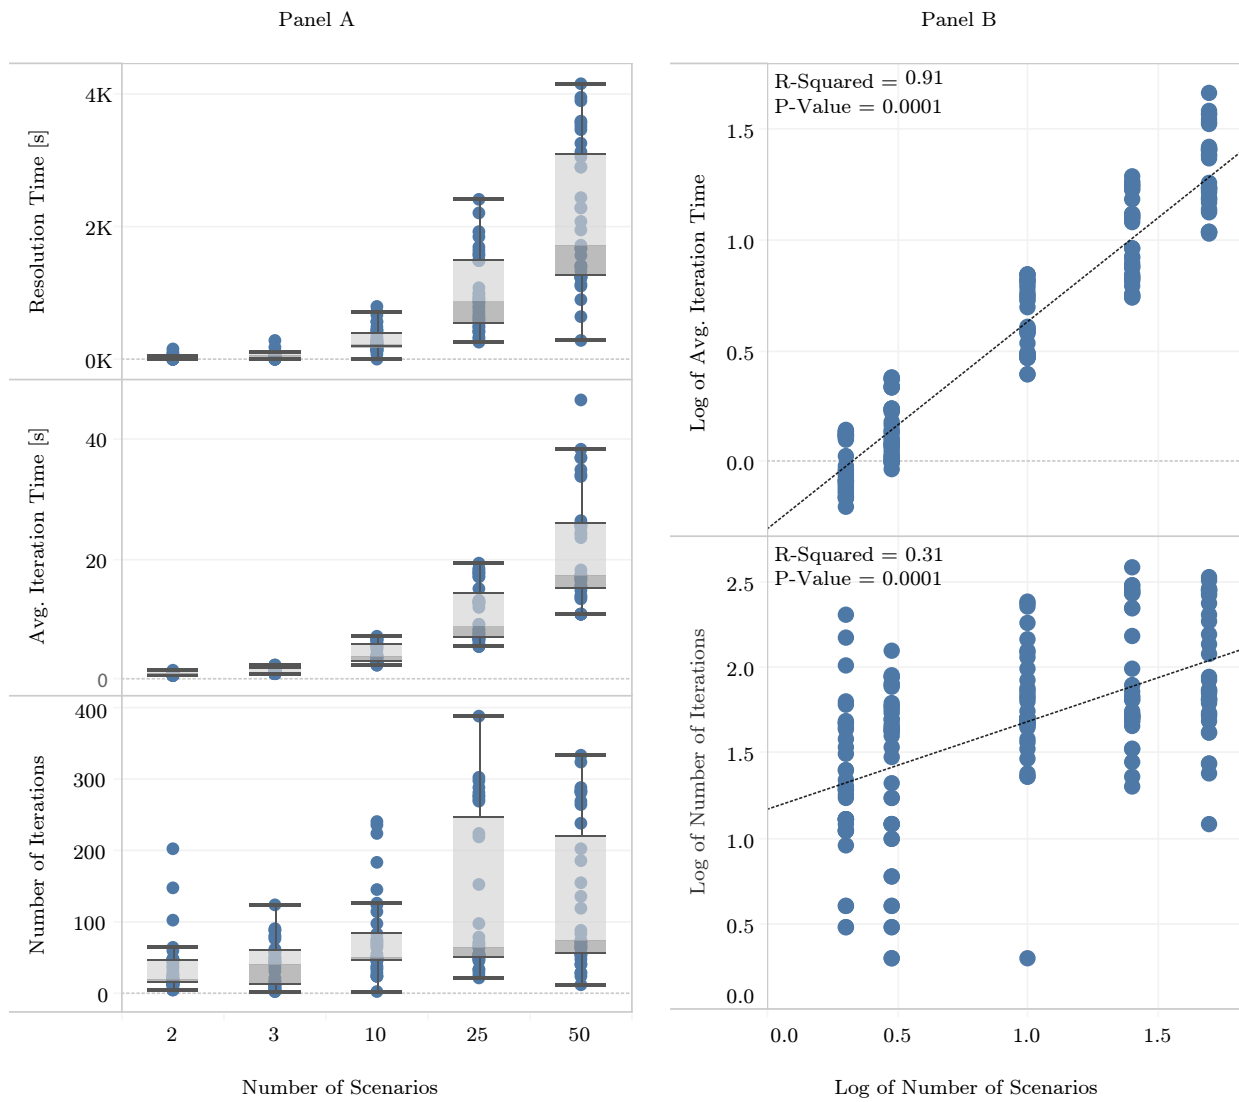 Panel A
Resolution Time [s]
4K
2K
0K
Avg. Iteration Time [s]
40
20
0
Number of Iterations
400
300
200
100
0
2 3 10 25 50
Number of Scenarios
Panel B
R-Squared = 0.91
P-Value = 0.0001
Log of Avg. Iteration Time
1.5
1.0
0.5
0.0
R-Squared = 0.31
P-Value = 0.0001
Log of Number of Iterations
2.5
2.0
1.5
1.0
0.5
0.0
0.0 0.5 1.0 1.5
Log of Number of Scenarios